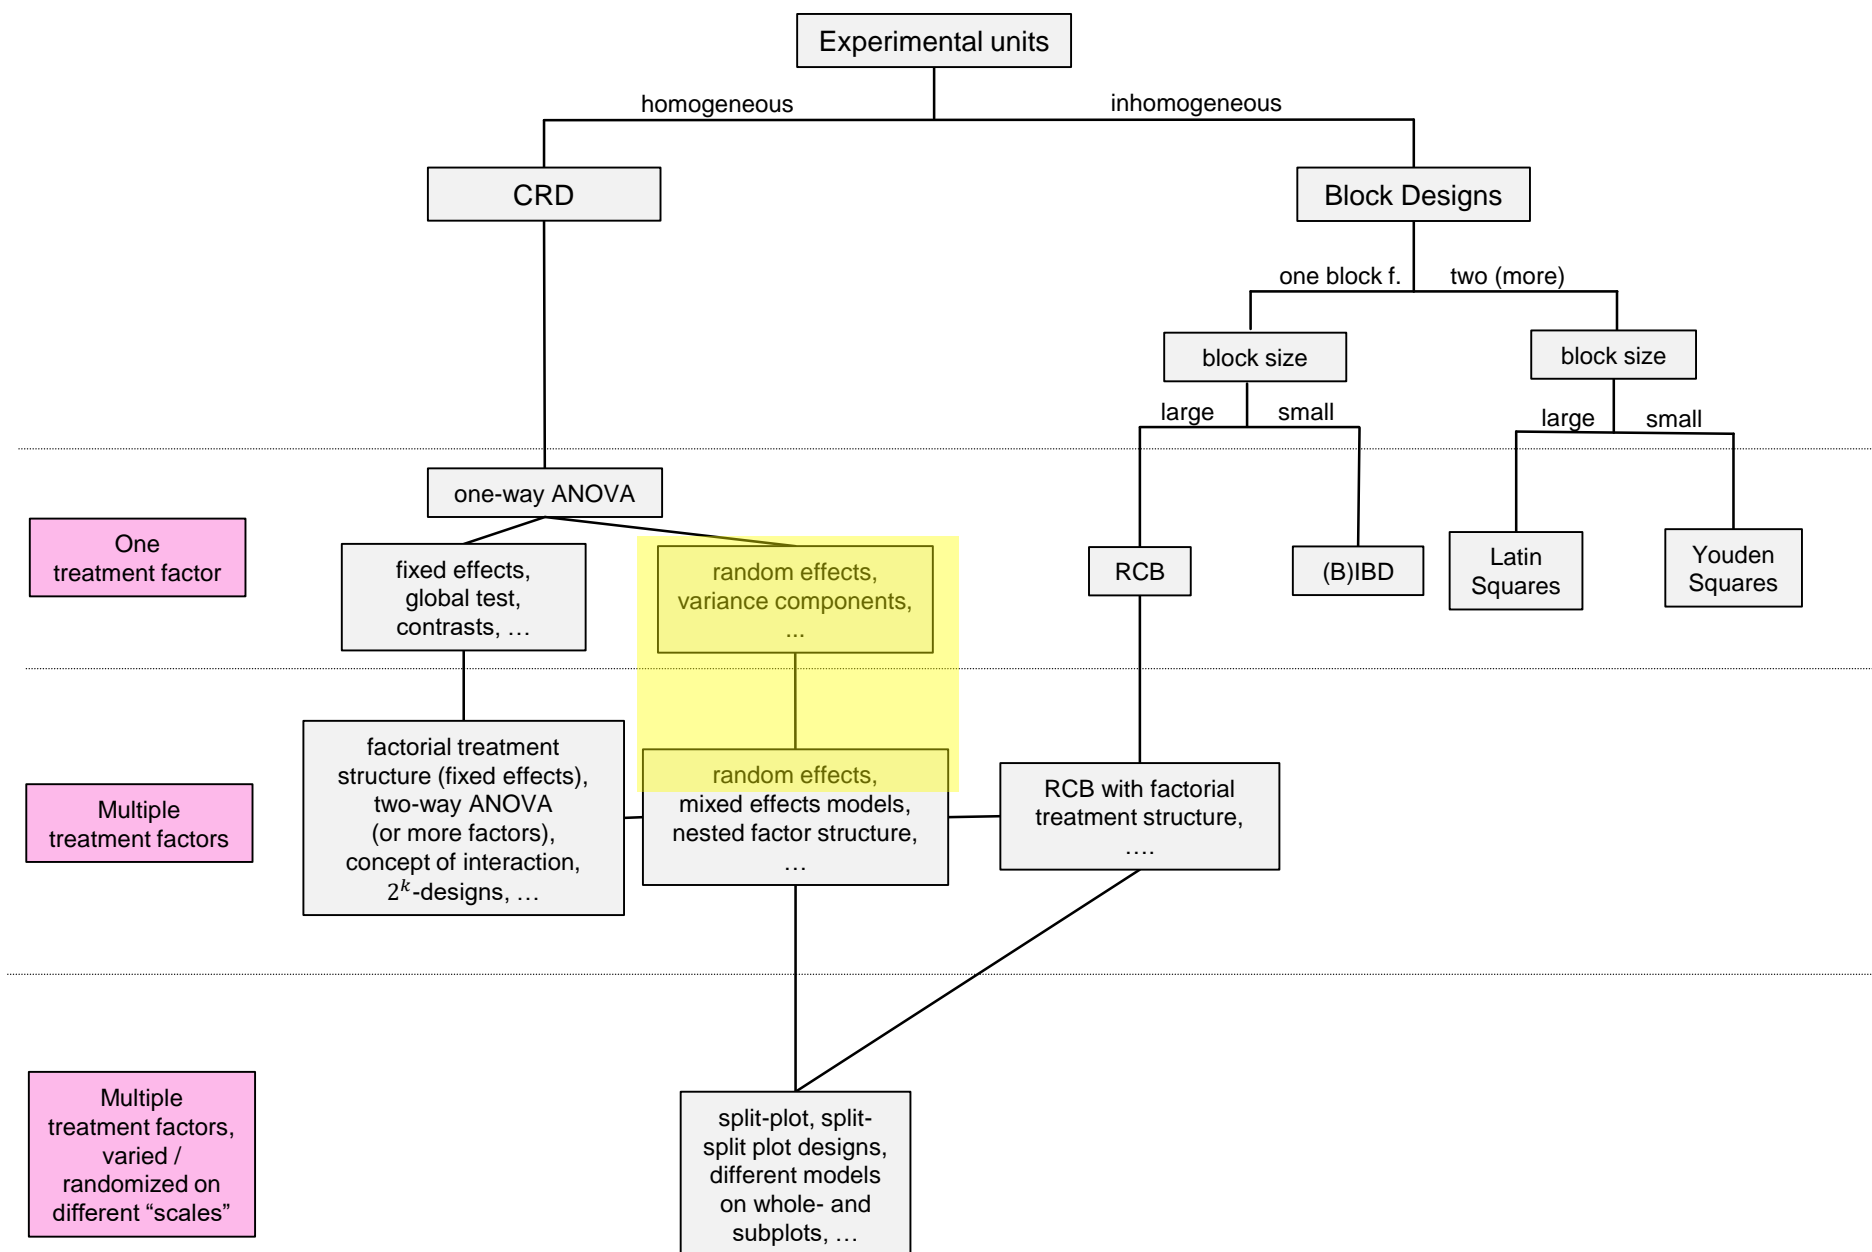 Experimental units
homogeneous
inhomogeneous
CRD
Block Designs
one block f.
two (more)
block size
block size
large
small
large
small
one-way ANOVA
One
treatment factor
fixed effects,
global test,
contrasts, …
random effects,
variance components,
...
RCB
(B)IBD
Latin
Squares
Youden
Squares
Multiple
treatment factors
factorial treatment
structure (fixed effects),
two-way ANOVA
(or more factors),
concept of interaction,
2^k-designs, …
random effects,
mixed effects models,
nested factor structure,
…
RCB with factorial
treatment structure,
….
Multiple
treatment factors,
varied /
randomized on
different “scales”
split-plot, split-
split plot designs,
different models
on whole- and
subplots, …